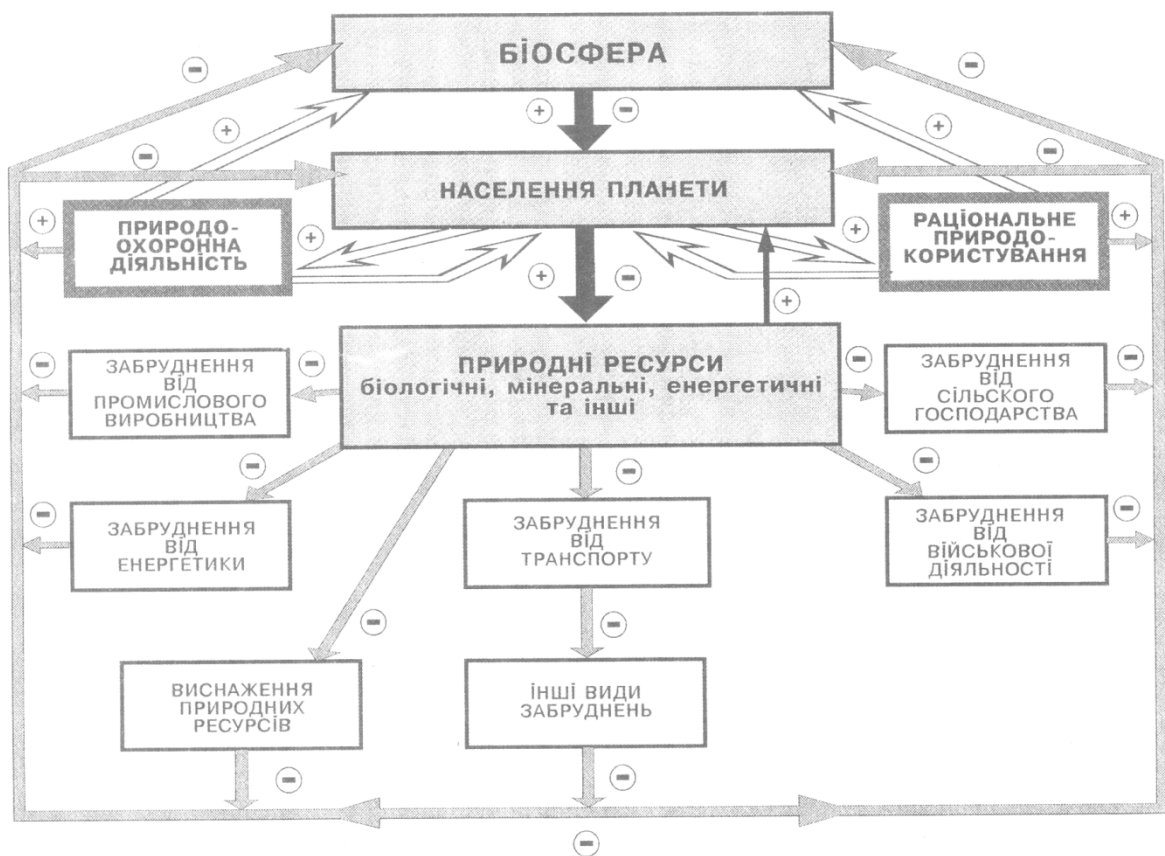 БІОСФЕРА
НАСЕЛЕННЯ ПЛАНЕТИ
ПРИРОДО-
ОХОРОННА
ДІЯЛЬНІСТЬ
РАЦІОНАЛЬНЕ
ПРИРОДО-
КОРИСТУВАННЯ
ПРИРОДНІ РЕСУРСИ
біологічні, мінеральні, енергетичні
та інші
ЗАБРУДНЕННЯ
ВІД
ПРОМИСЛОВОГО
ВИРОБНИЦТВА
ЗАБРУДНЕННЯ
ВІД
СІЛЬСКОГО
ГОСПОДАРСТВА
ЗАБРУДНЕННЯ
ВІД
ЕНЕРГЕТИКИ
ЗАБРУДНЕННЯ
ВІД
ТРАНСПОРТУ
ЗАБРУДНЕННЯ
ВІД
ВІЙСЬКОВОЇ
ДІЯЛЬНОСТІ
ВИСНАЖЕННЯ
ПРИРОДНИХ
РЕСУРСІВ
ІНШІ ВИДИ
ЗАБРУДНЕНЬ